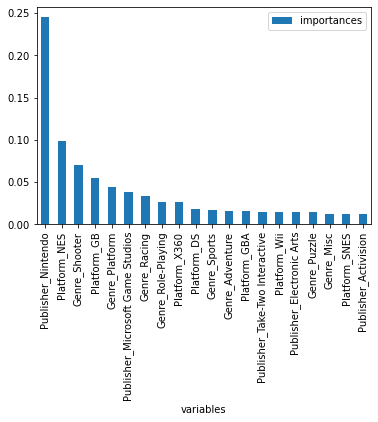 0.25
0.20
0.15
0.10
0.05
0.00
importances
Publisher_Nintendo
Platform_NES
Genre_Shooter
Platform_GB
Genre_Platform
Publisher_Microsoft Game Studios
Genre_Racing
Genre_Role-Playing
Platform_X360
Platform_DS
Genre_Sports
Genre_Adventure
Platform_GBA
Publisher_Take-Two Interactive
Platform_Wii
Publisher_Electronic Arts
Genre_Puzzle
Genre_Misc
Platform_SNES
Publisher_Activision
variables